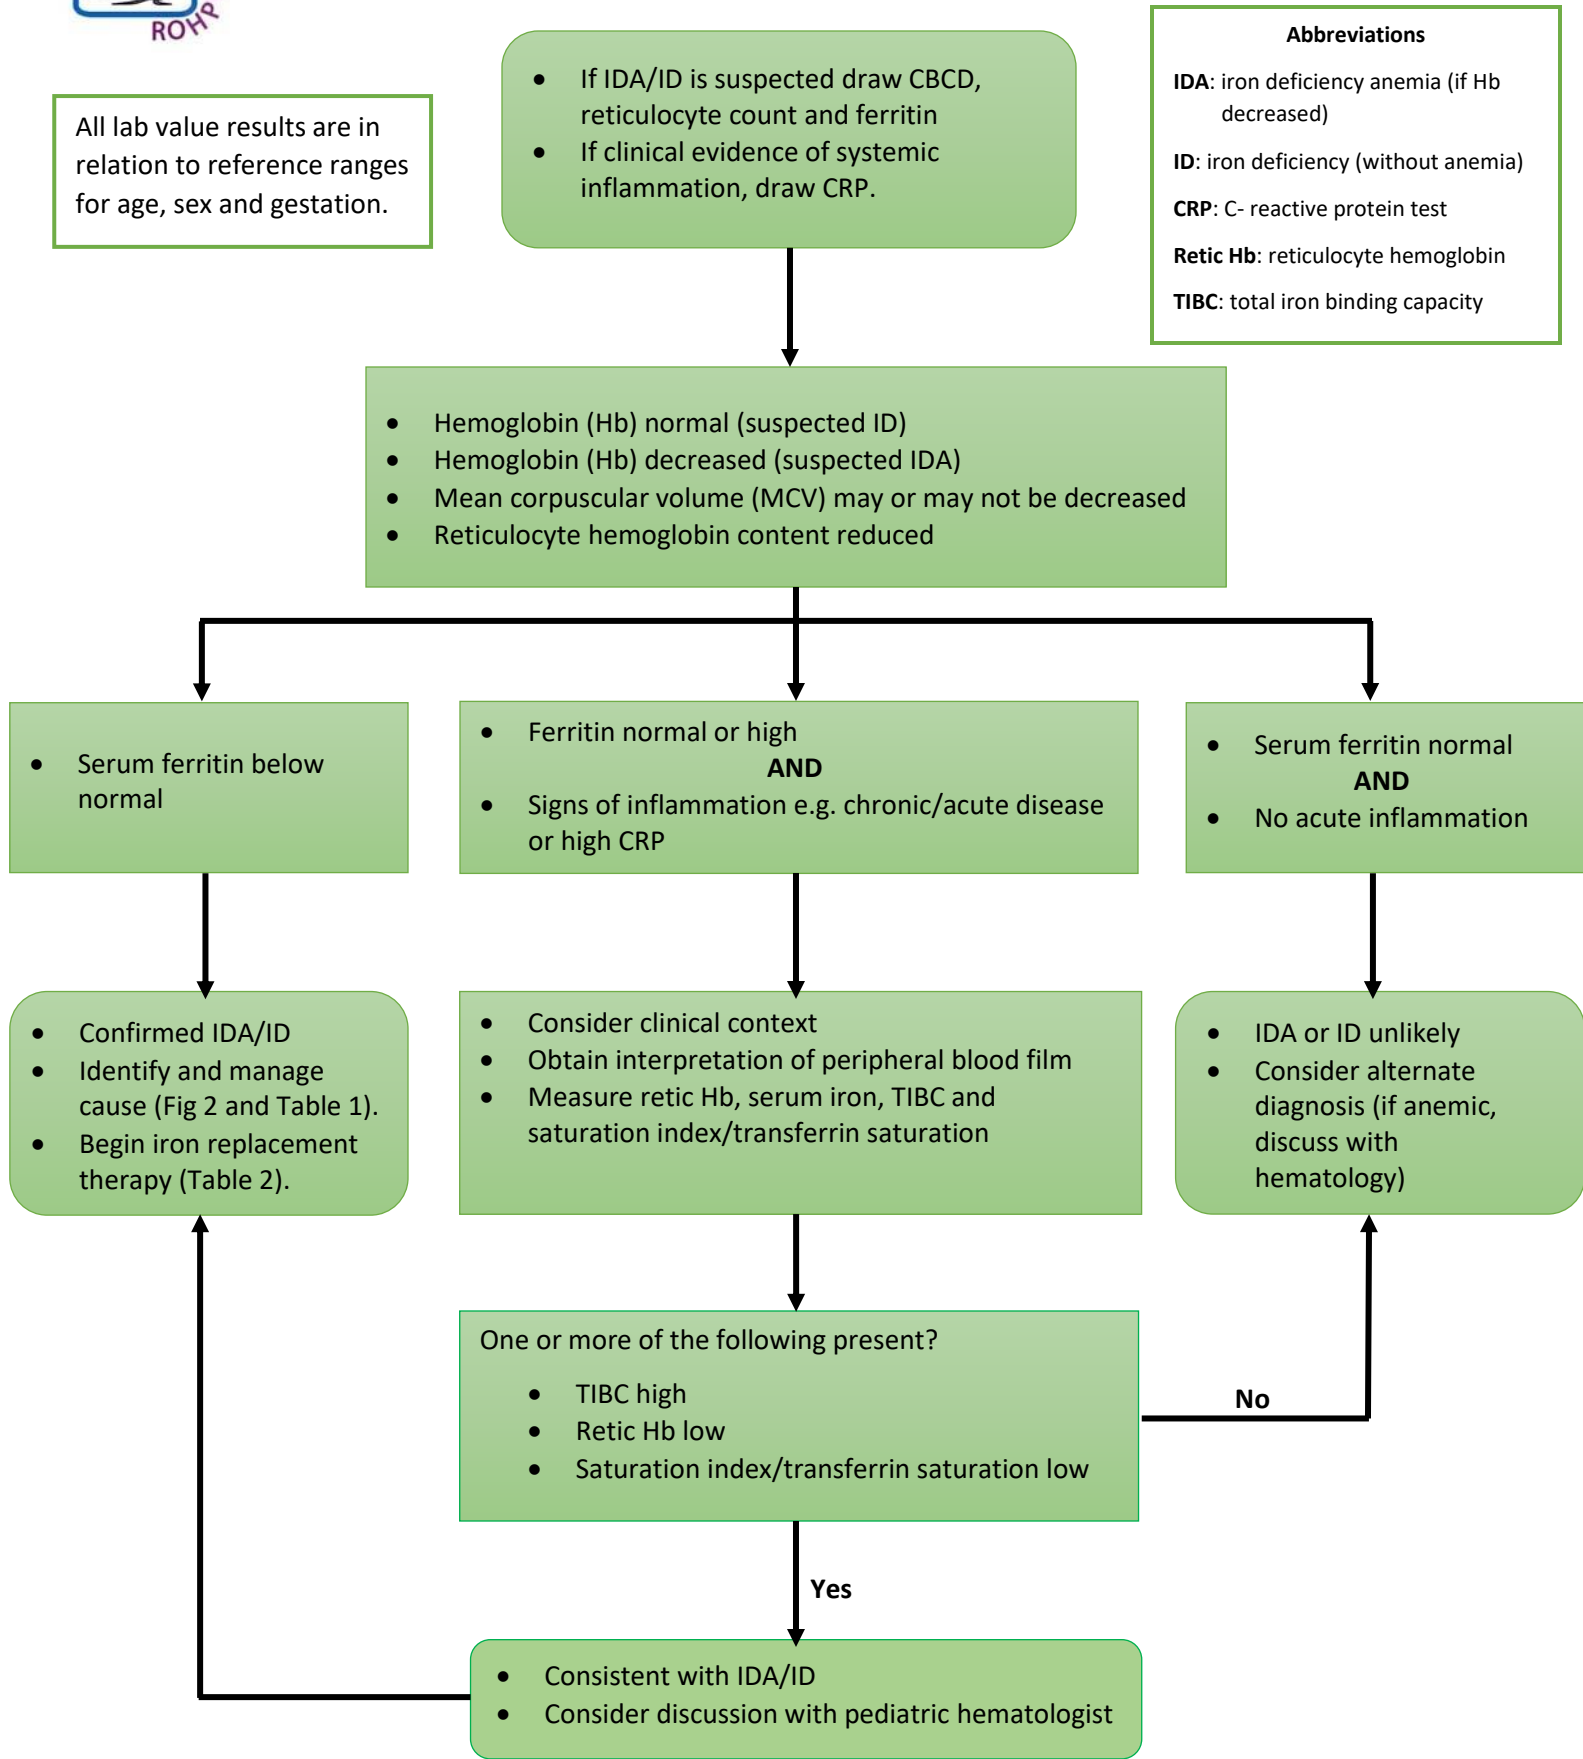 ROHP
All lab value results are in
relation to reference ranges
for age, sex and gestation.
• If IDA/ID is suspected draw CBCD,
reticulocyte count and ferritin
• If clinical evidence of systemic
inflammation, draw CRP.
Abbreviations
IDA: iron deficiency anemia (if Hb
decreased)
ID: iron deficiency (without anemia)
CRP: C- reactive protein test
Retic Hb: reticulocyte hemoglobin
TIBC: total iron binding capacity
• Hemoglobin (Hb) normal (suspected ID)
• Hemoglobin (Hb) decreased (suspected IDA)
• Mean corpuscular volume (MCV) may or may not be decreased
• Reticulocyte hemoglobin content reduced
• Serum ferritin below
normal
• Ferritin normal or high
AND
• Signs of inflammation e.g. chronic/acute disease
or high CRP
• Serum ferritin normal
AND
• No acute inflammation
• Confirmed IDA/ID
• Identify and manage
cause (Fig 2 and Table 1).
• Begin iron replacement
therapy (Table 2).
• Consider clinical context
• Obtain interpretation of peripheral blood film
• Measure retic Hb, serum iron, TIBC and
saturation index/transferrin saturation
• IDA or ID unlikely
• Consider alternate
diagnosis (if anemic,
discuss with
hematology)
One or more of the following present?
• TIBC high
• Retic Hb low
• Saturation index/transferrin saturation low
No
Yes
• Consistent with IDA/ID
• Consider discussion with pediatric hematologist